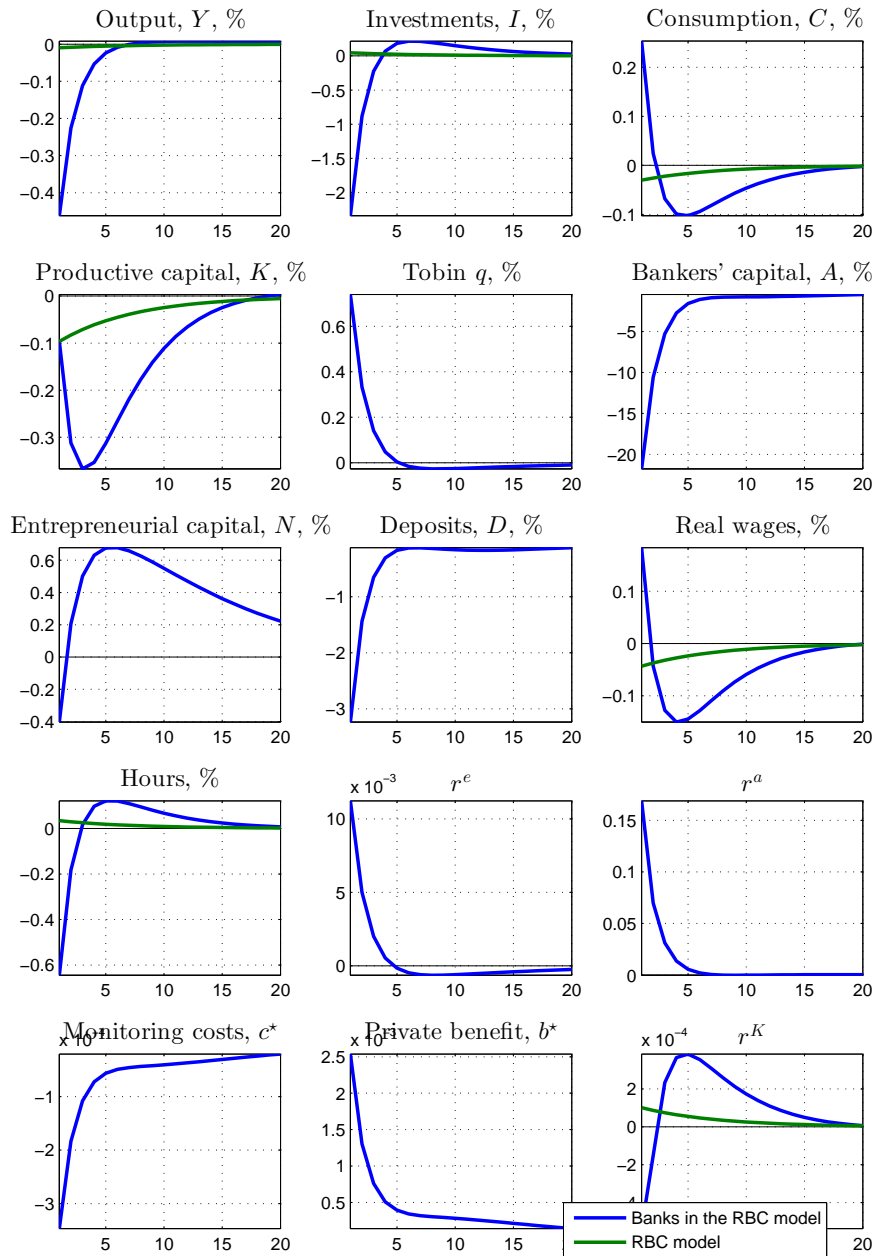 Output, Y, %
Investments, I, %
Consumption, C, %
0
−0.1
−0.2
−0.3
−0.4
5 10 15 20
0
−0.5
−1
−1.5
−2
5 10 15 20
0.2
0.1
0
−0.1
5 10 15 20
Productive capital, K, %
Tobin q, %
Bankers' capital, A, %
0
−0.1
−0.2
−0.3
5 10 15 20
0.6
0.4
0.2
0
5 10 15 20
−5
−10
−15
−20
5 10 15 20
Entrepreneurial capital, N, %
Deposits, D, %
Real wages, %
0.6
0.4
0.2
0
−0.2
−0.4
5 10 15 20
−1
−2
−3
5 10 15 20
0.1
0
−0.1
5 10 15 20
Hours, %
r^e
r^a
0
−0.2
−0.4
−0.6
5 10 15 20
x 10^−3
10
5
0
5 10 15 20
0.15
0.1
0.05
0
5 10 15 20
Monitoring costs, c⋆
Private benefit, b⋆
r^K
x 10
−1
−2
−3
5 10 15 20
x 10^−3
2.5
2
1.5
1
0.5
5 10 15 20
x 10^−4
2
0
−2
−4
5 10 15 20
Banks in the RBC model
RBC model